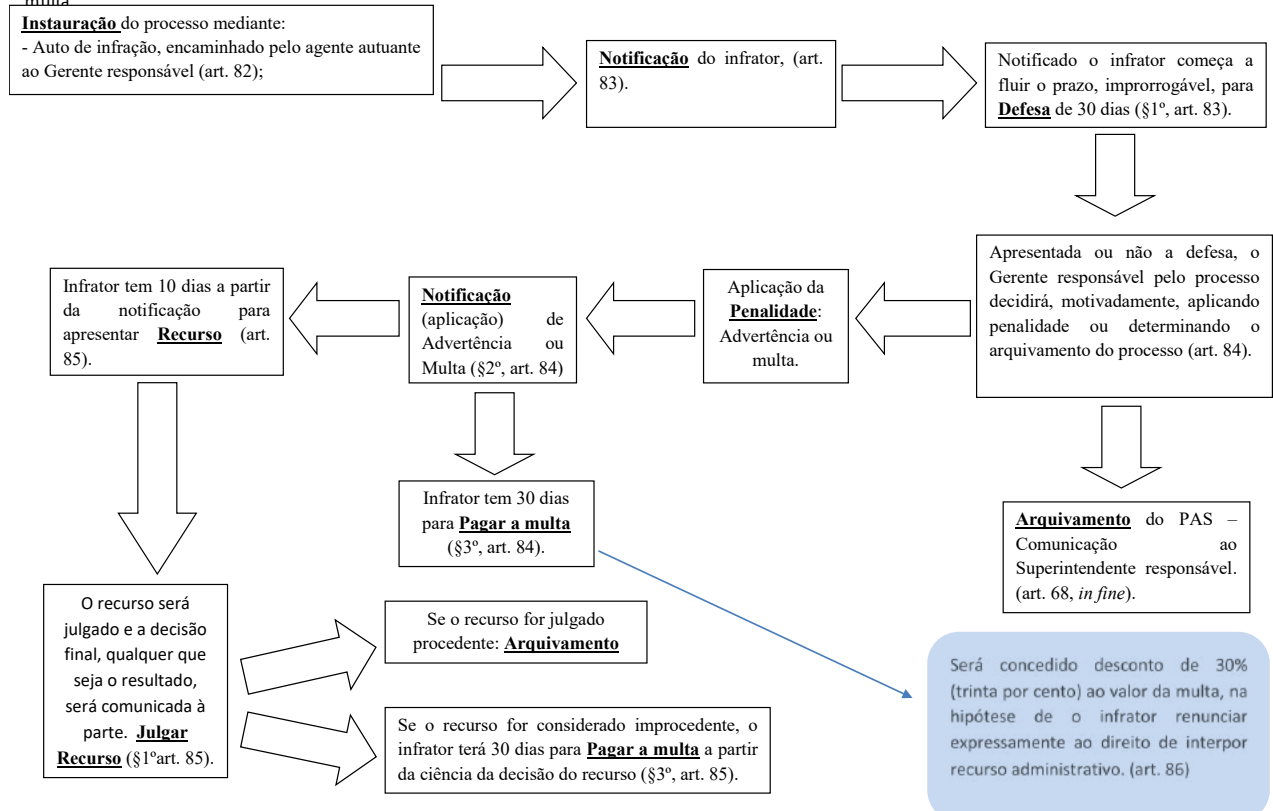 multa
Instauração do processo mediante:
- Auto de infração, encaminhado pelo agente autuante
ao Gerente responsável (art. 82);
Notificação do infrator, (art.
83).
Notificado o infrator começa a
fluir o prazo, improrrogável, para
Defesa de 30 dias (§1º, art. 83).
Apresentada ou não a defesa, o
Gerente responsável pelo processo
decidirá, motivadamente, aplicando
penalidade ou determinando o
arquivamento do processo (art. 84).
Aplicação da
Penalidade:
Advertência ou
multa.
Notificação
(aplicação) de
Advertência ou
Multa (§2º, art. 84)
Infrator tem 10 dias a partir
da notificação para
apresentar Recurso (art.
85).
Infrator tem 30 dias
para Pagar a multa
(§3º, art. 84).
Arquivamento do PAS –
Comunicação ao
Superintendente responsável.
(art. 68, in fine).
O recurso será
julgado e a decisão
final, qualquer que
seja o resultado,
será comunicada à
parte. Julgar
Recurso (§1ºart. 85).
Se o recurso for julgado
procedente: Arquivamento
Se o recurso for considerado improcedente, o
infrator terá 30 dias para Pagar a multa a partir
da ciência da decisão do recurso (§3º, art. 85).
Será concedido desconto de 30%
(trinta por cento) ao valor da multa, na
hipótese de o infrator renunciar
expressamente ao direito de interpor
recurso administrativo. (art. 86)